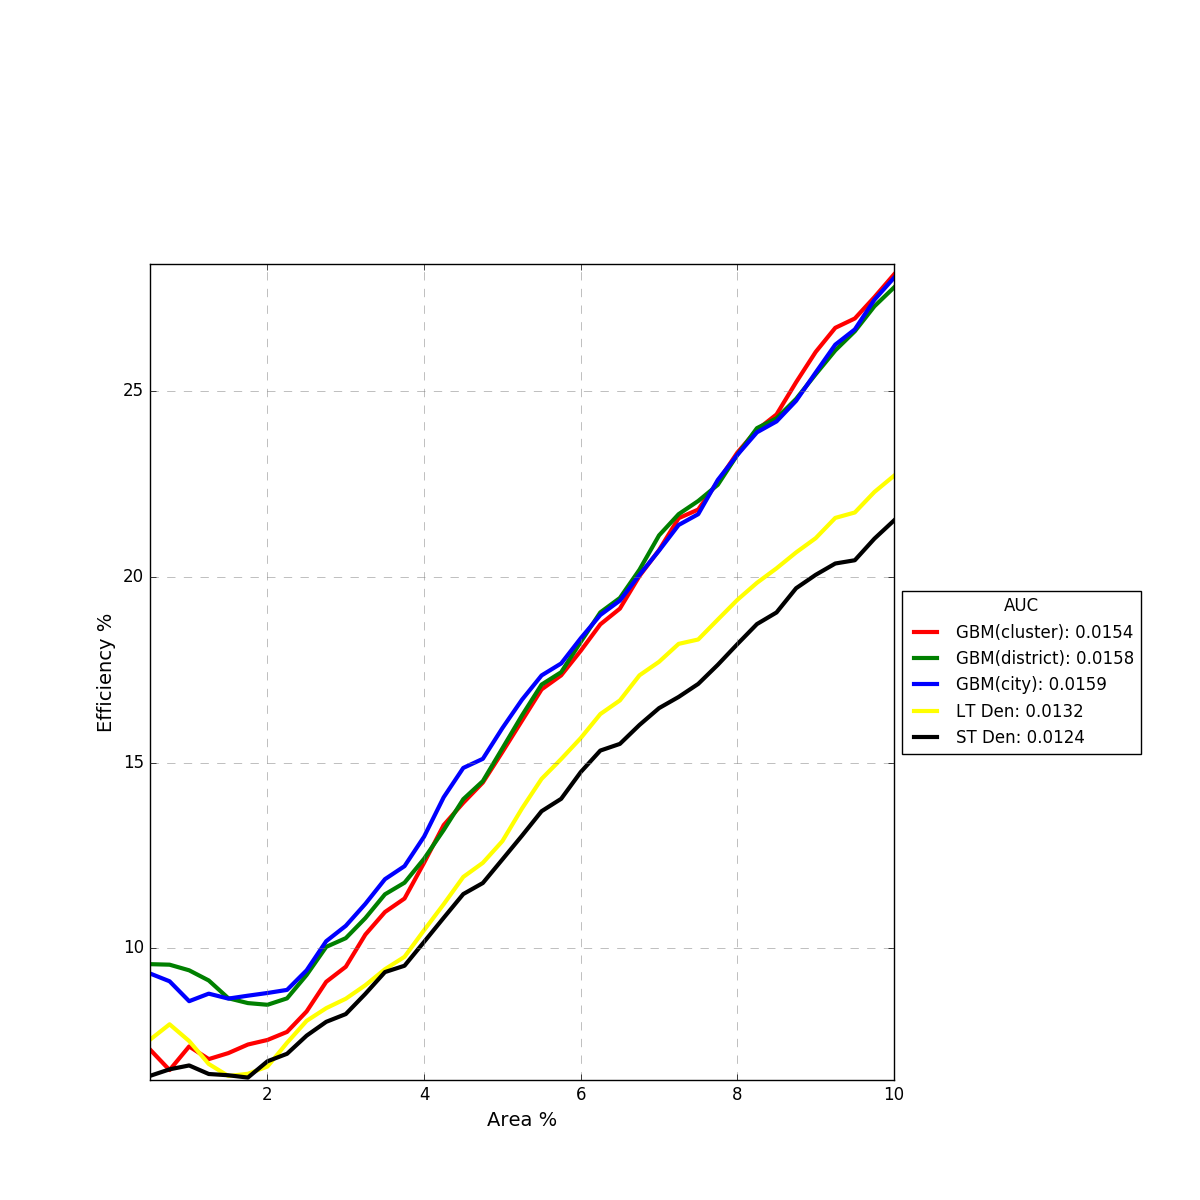 25
20
15
10
Efficiency %
2
4
6
8
10
Area %
AUC
GBM(cluster): 0.0154
GBM(district): 0.0158
GBM(city): 0.0159
LT Den: 0.0132
ST Den: 0.0124